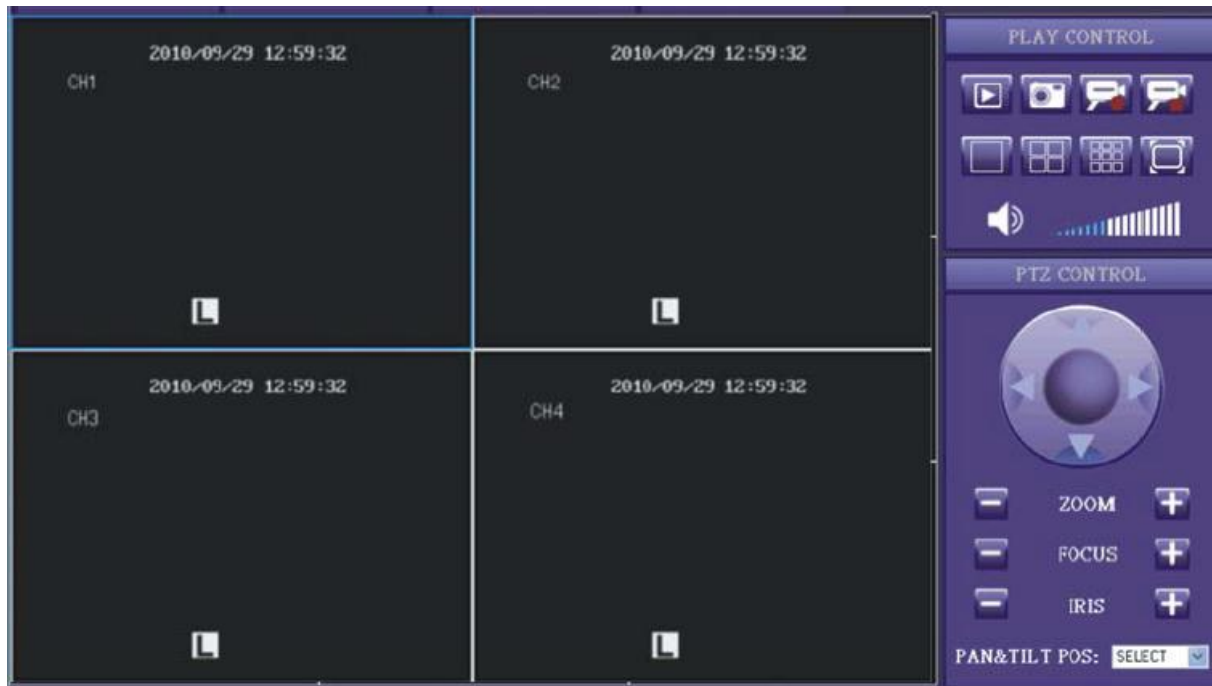 2010/09/29 12:59:32
CH1
L
2010/09/29 12:59:32
CH2
L
2010/09/29 12:59:32
CH3
L
2010/09/29 12:59:32
CH4
L
PLAY CONTROL
PTZ CONTROL
ZOOM
FOCUS
IRIS
PAN&TILT POS: SELECT